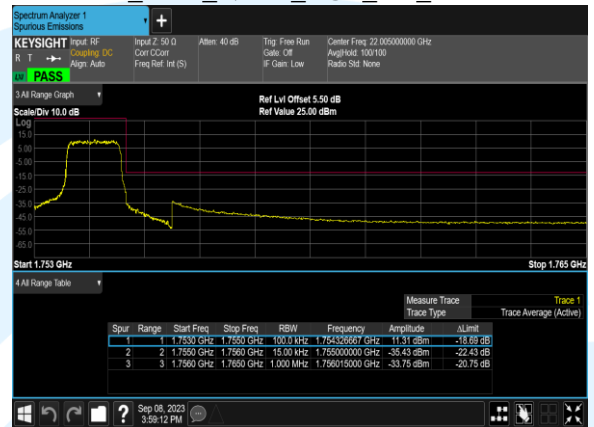 Spectrum Analyzer 1
Spurious Emissions
+
KEYSIGHT Input: RF Input Z: 50 Ω Atten: 40 dB Trig: Free Run Center Freq: 22.005000000 GHz
R T Coupling: DC Corr CCorr Gate: Off Avg|Hold: 100/100
Align: Auto Freq Ref: Int (S) IF Gain: Low Radio Std: None
LV PASS
3 All Range Graph
Ref Lvl Offset 5.50 dB
Scale/Div 10.0 dB Ref Value 25.00 dBm
Log
15.0
5.00
-5.00
-15.0
-25.0
-35.0
-45.0
-55.0
-65.0
Start 1.753 GHz Stop 1.765 GHz
4 All Range Table
Measure Trace Trace 1
Trace Type Trace Average (Active)
Spur Range Start Freq Stop Freq RBW Frequency Amplitude ΔLimit
1 1 1.7530 GHz 1.7550 GHz 100.0 kHz 1.754326667 GHz 11.31 dBm -18.69 dB
2 2 1.7550 GHz 1.7560 GHz 15.00 kHz 1.755000000 GHz -35.43 dBm -22.43 dB
3 3 1.7560 GHz 1.7650 GHz 1.000 MHz 1.756015000 GHz -33.75 dBm -20.75 dB
? Sep 08, 2023
3:59:12 PM